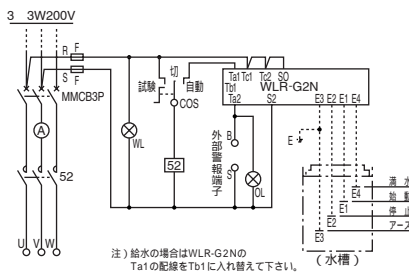 3 3W200V
R F
S F
MMCB3P
A
52
U V W
WL
試験 切 自動
COS
52
Ta1 Tc1 Tc2 SO
Tb1
WLR-G2N
Ta2 S2
E3 E2 E1 E4
外部警報端子
B
S
OL
E
E4 満水
E1 始動
E2 停止
E3 アース
(水槽)
注）給水の場合はWLR-G2Nの
Ta1の配線をTb1に入れ替えて下さい。